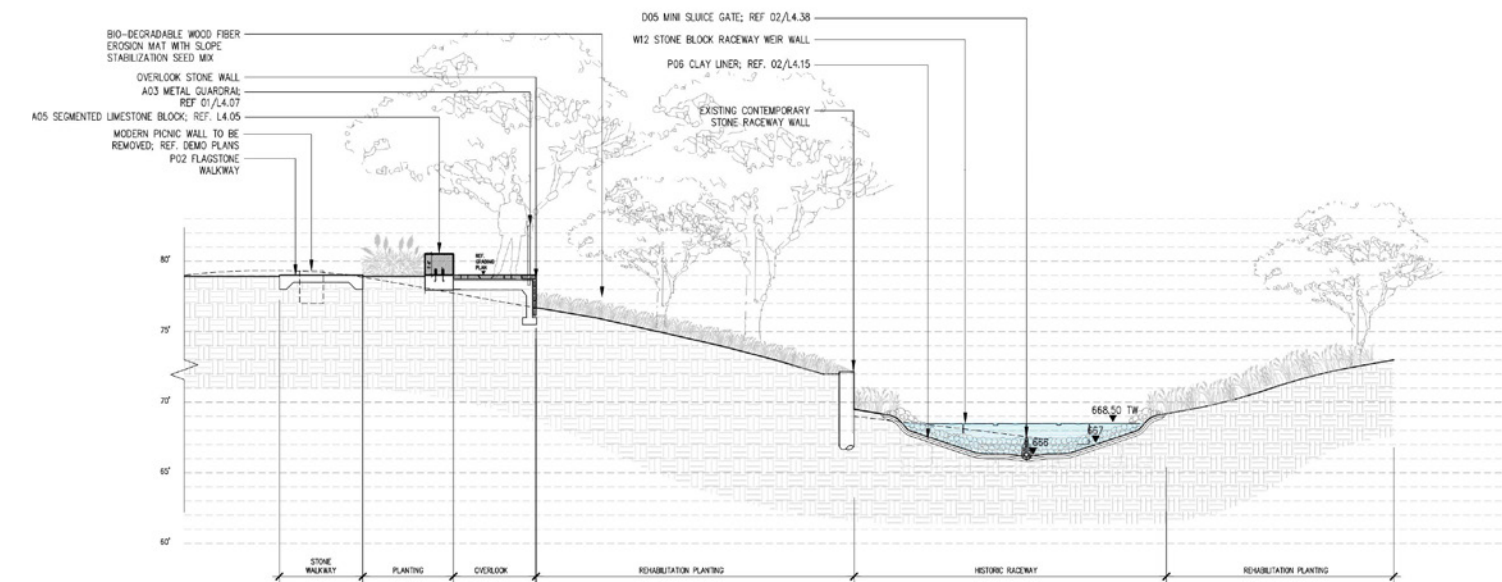 D05 MINI SLUICE GATE; REF 02/L4.38
W12 STONE BLOCK RACEWAY WEIR WALL
P06 CLAY LINER; REF. 02/L4.15
BIO-DEGRADABLE WOOD FIBER
EROSION MAT WITH SLOPE
STABILIZATION SEED MIX
OVERLOOK STONE WALL
A03 METAL GUARDRAIL
REF 01/L4.07
A05 SEGMENTED LIMESTONE BLOCK; REF. L4.05
MODERN PICNIC WALL TO BE
REMOVED; REF. DEMO PLANS
P02 FLAGSTONE
WALKWAY
EXISTING CONTEMPORARY
STONE RACEWAY WALL
REF.
GRADING
PLAN
80'
75'
70'
65'
60'
668.50 TW
667
666
STONE
WALKWAY
PLANTING
OVERLOOK
REHABILITATION PLANTING
HISTORIC RACEWAY
REHABILITATION PLANTING